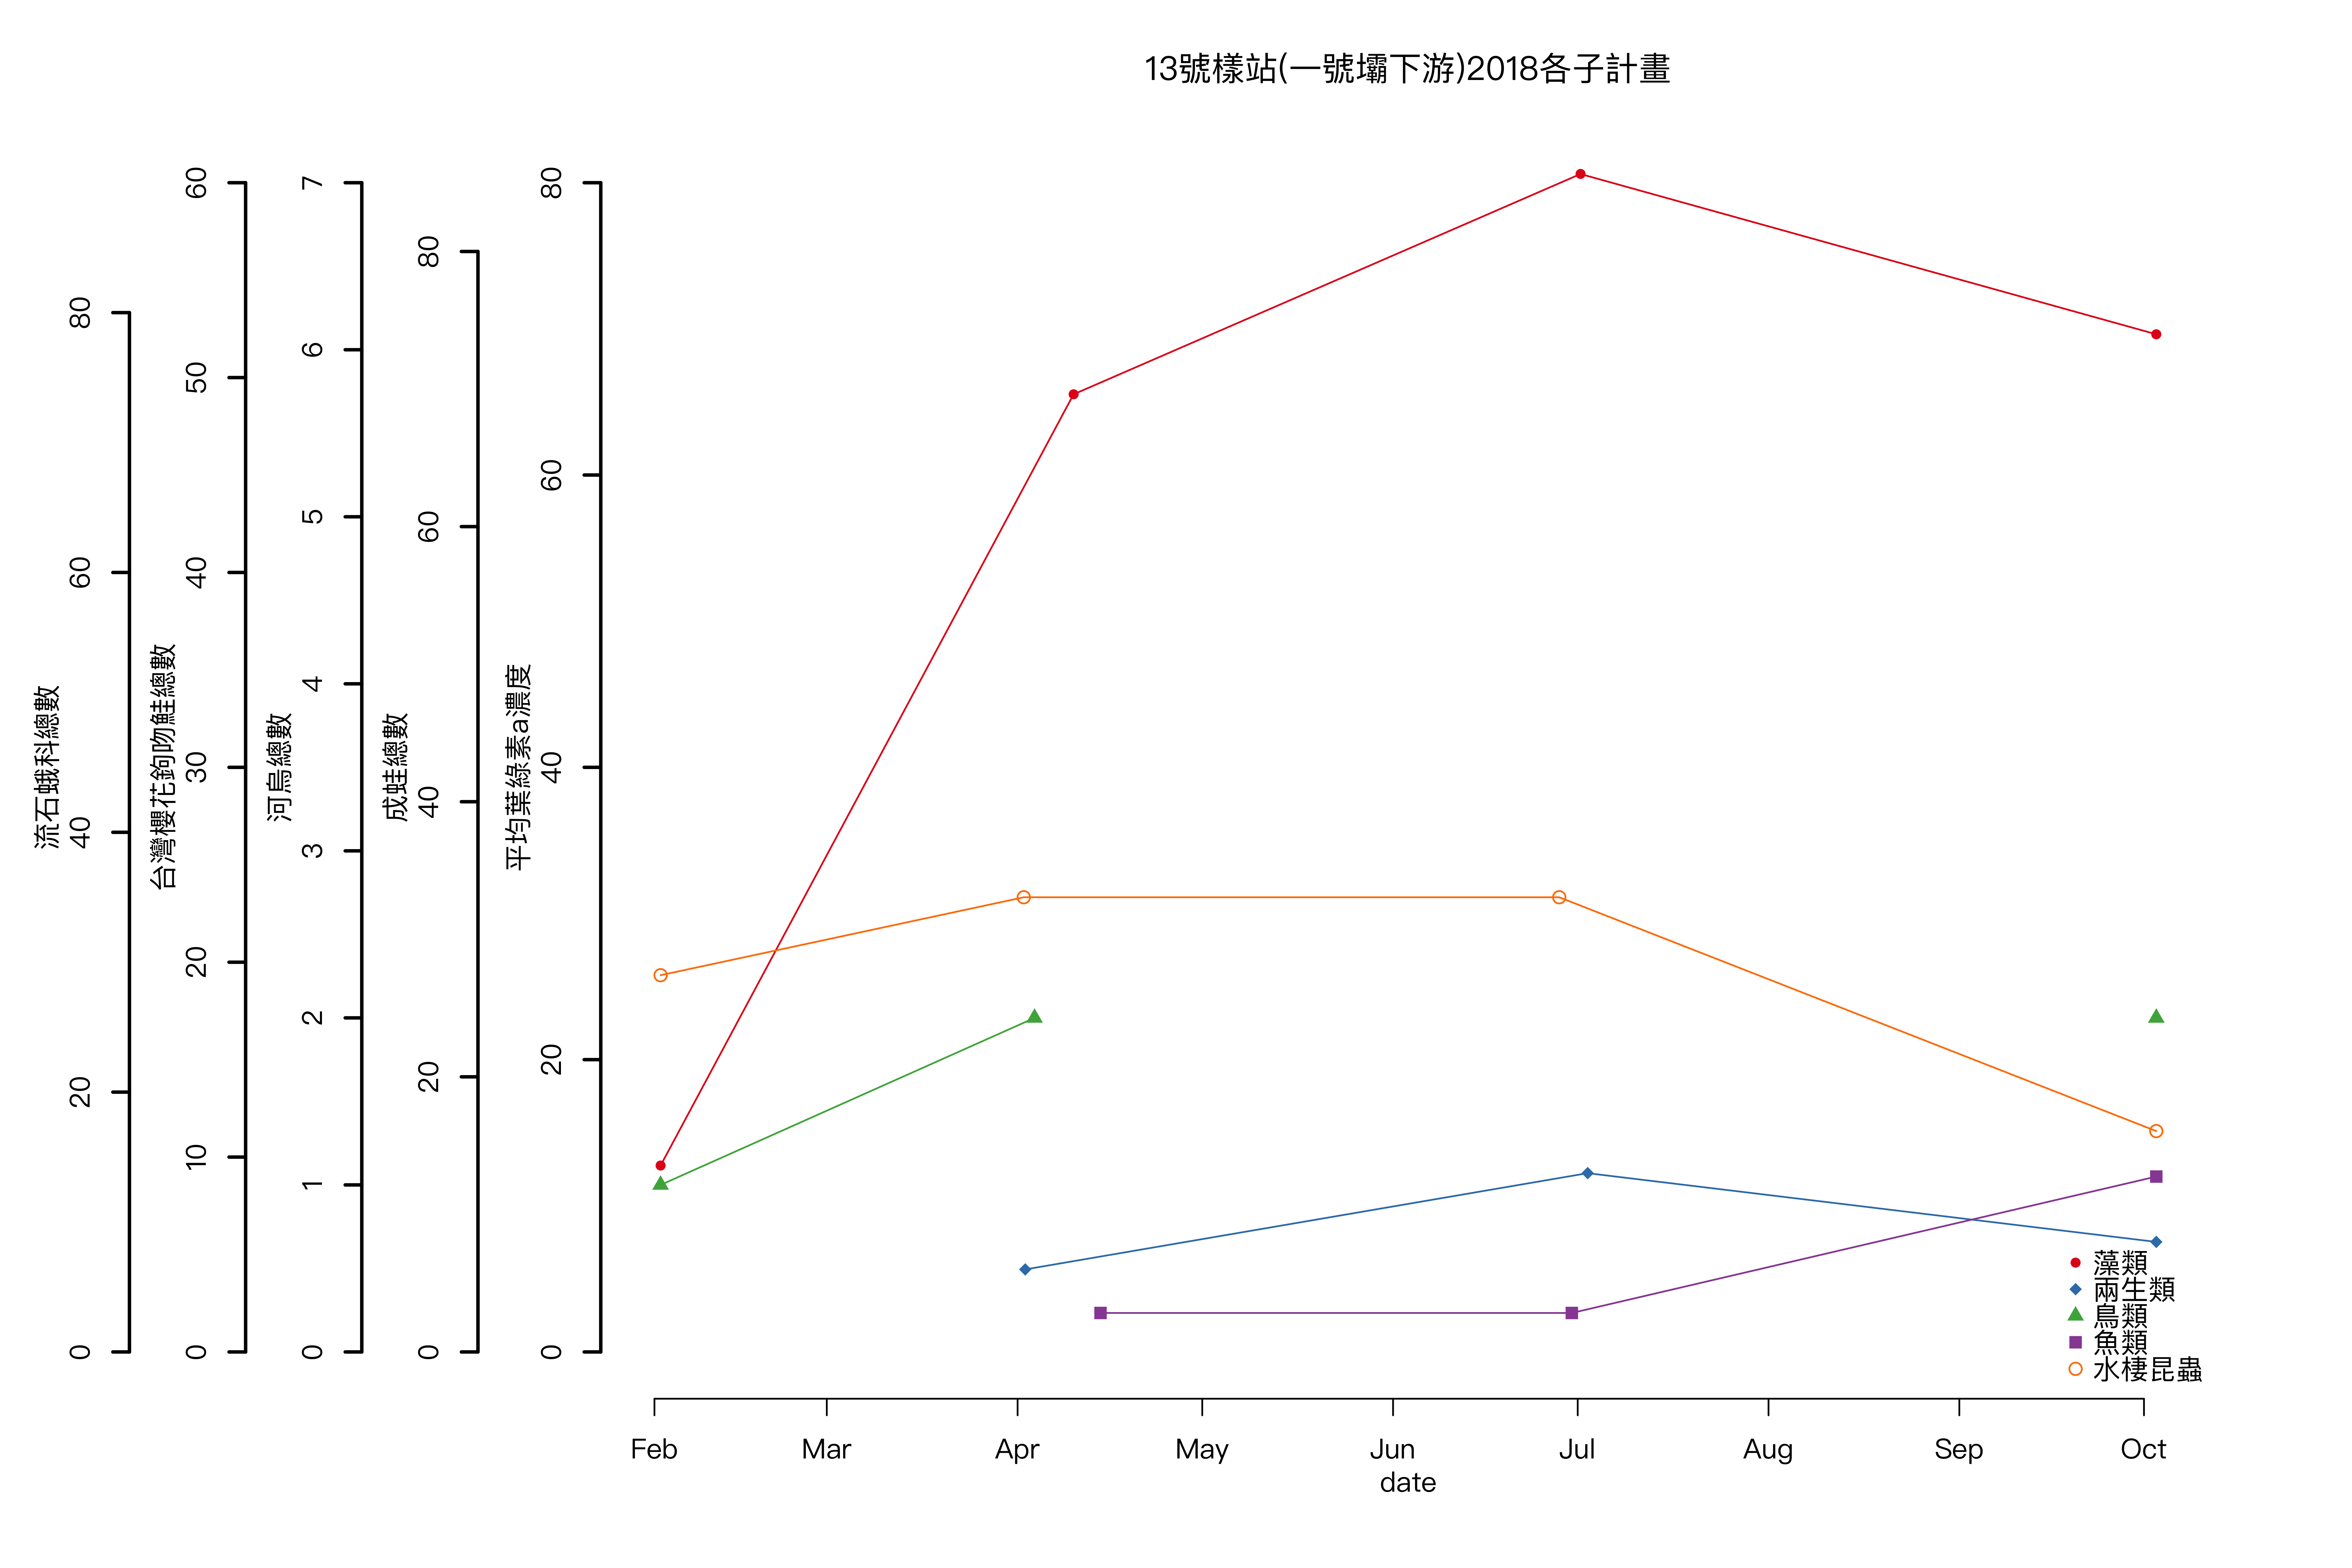 13號樣站(一號壩下游)2018各子計畫
流石蛾科總數
0 20 40 60 80
台灣櫻花鉤吻鮭總數
0 10 20 30 40 50 60
河烏總數
0 1 2 3 4 5 6 7
成蛙總數
0 20 40 60 80
平均葉綠素a濃度
0 20 40 60 80
藻類
兩生類
鳥類
魚類
水棲昆蟲
Feb Mar Apr May Jun Jul Aug Sep Oct
date